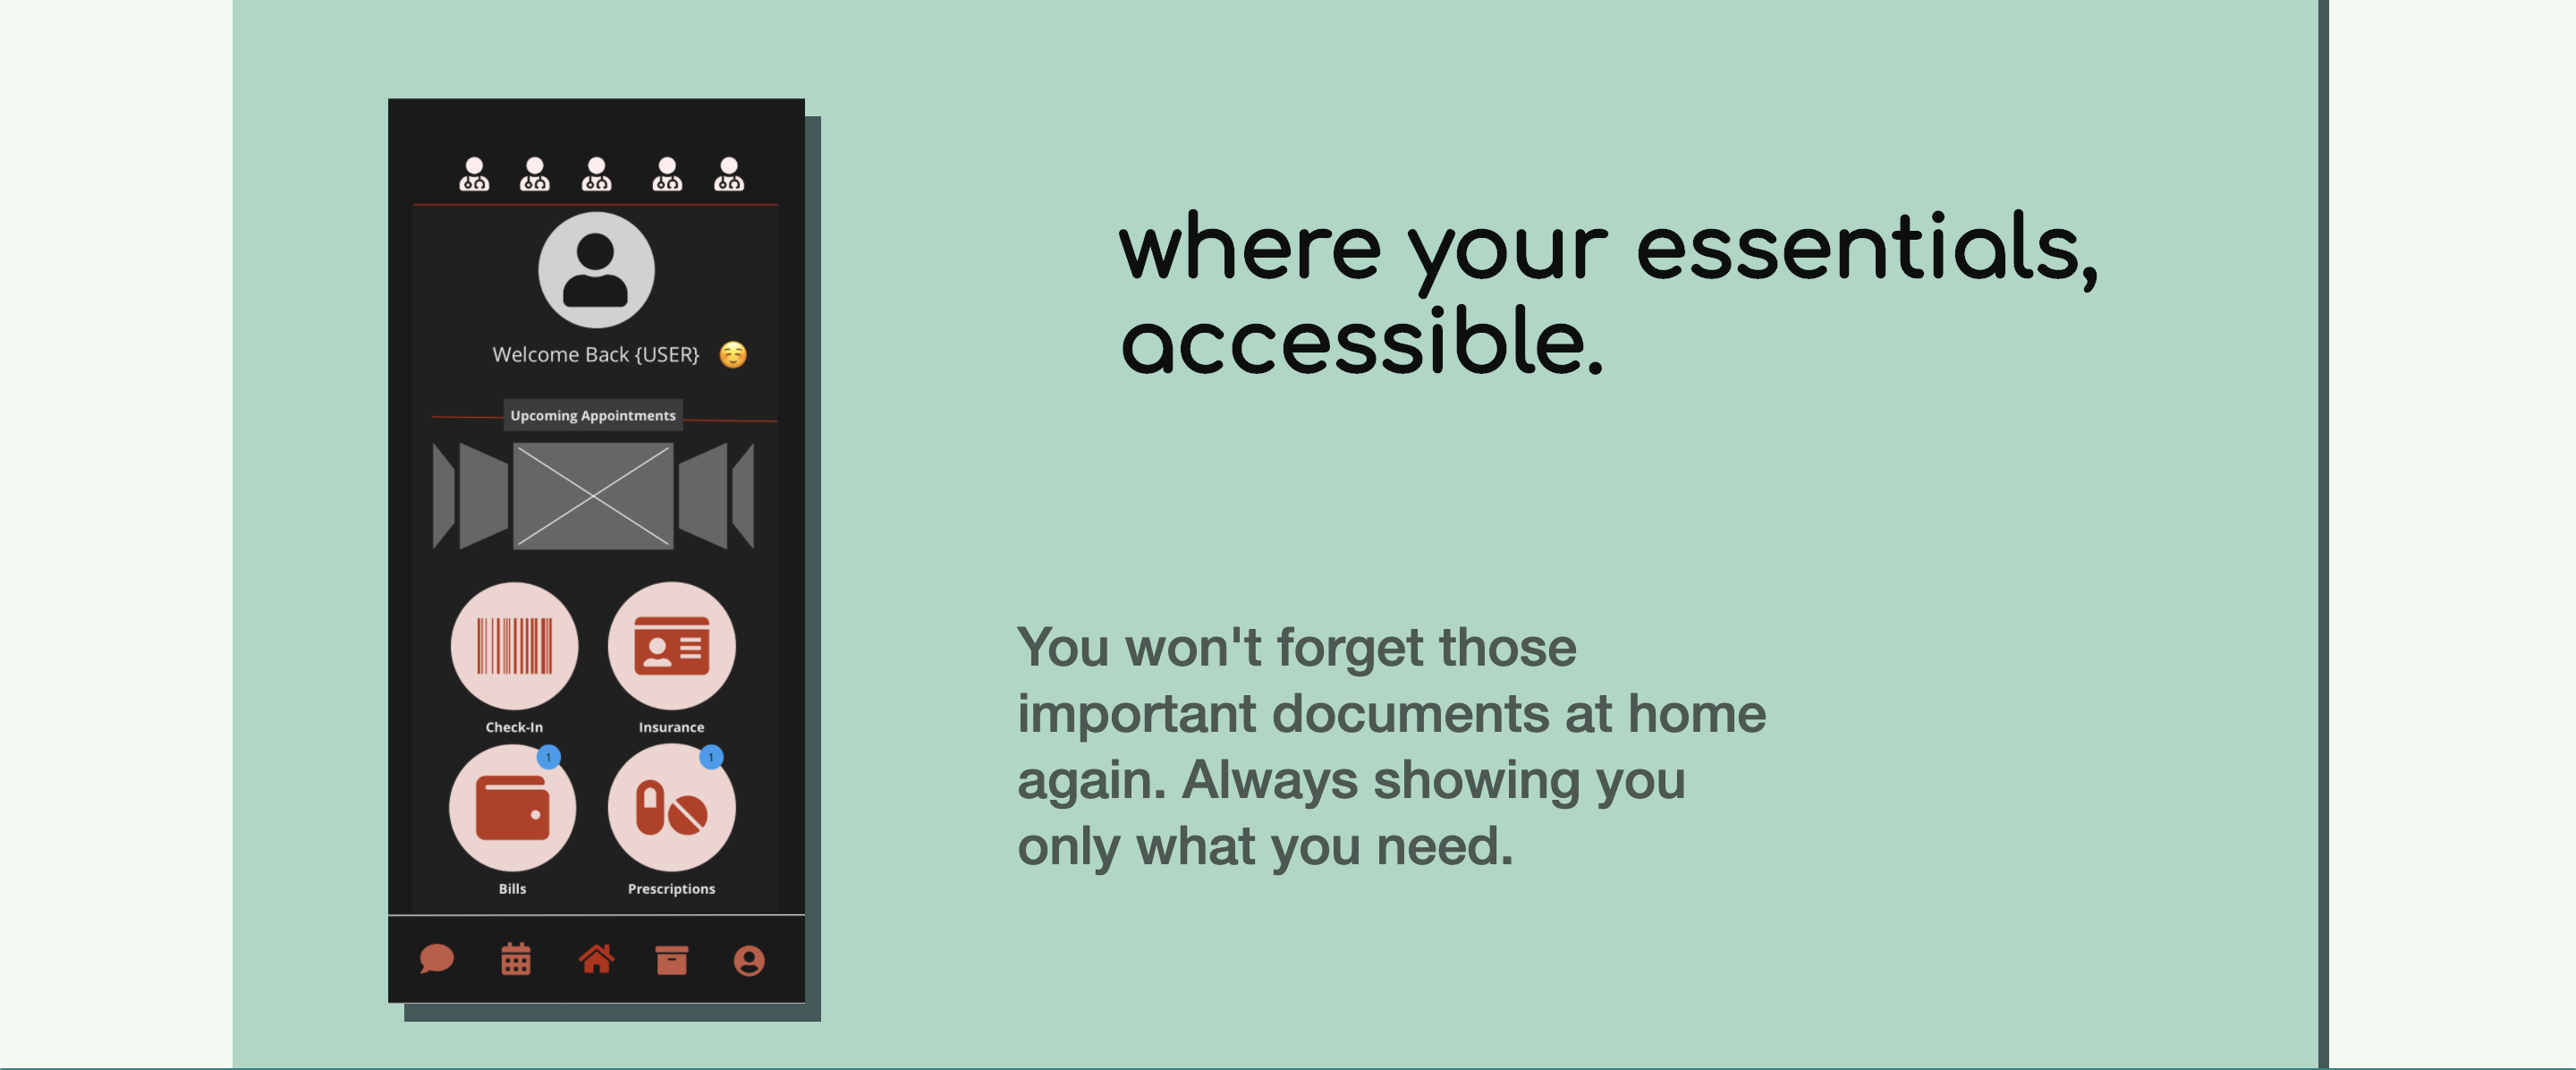 Welcome Back {USER} ☺️
Upcoming Appointments
Check-In
Insurance
1
1
Bills
Prescriptions
where your essentials,
accessible.
You won't forget those
important documents at home
again. Always showing you
only what you need.